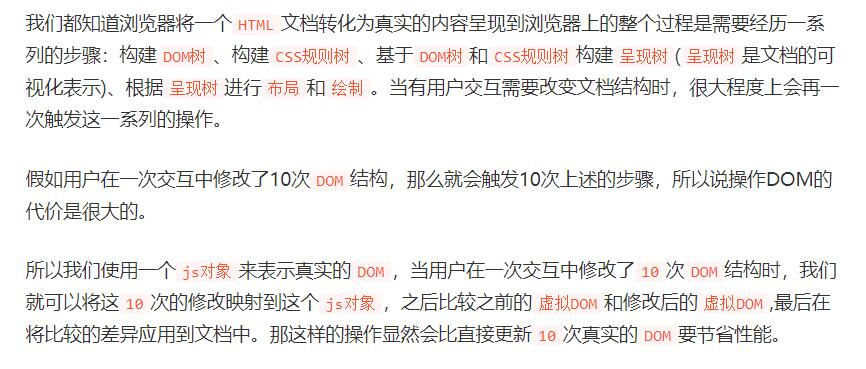 我们都知道浏览器将一个 HTML 文档转化为真实的内容呈现到浏览器上的整个过程是需要经历一系
列的步骤：构建 DOM树 、构建 CSS规则树 、基于 DOM树 和 CSS规则树 构建 呈现树 ( 呈现树 是文档的可
视化表示)、根据 呈现树 进行 布局 和 绘制 。当有用户交互需要改变文档结构时，很大程度上会再一
次触发这一系列的操作。
假如用户在一次交互中修改了10次 DOM 结构，那么就会触发10次上述的步骤，所以说操作DOM的
代价是很大的。
所以我们使用一个 js对象 来表示真实的 DOM ，当用户在一次交互中修改了 10 次 DOM 结构时，我们
就可以将这 10 次的修改映射到这个 js对象 ，之后比较之前的 虚拟DOM 和修改后的 虚拟DOM ,最后在
将比较的差异应用到文档中。那这样的操作显然会比直接更新 10 次真实的 DOM 要节省性能。